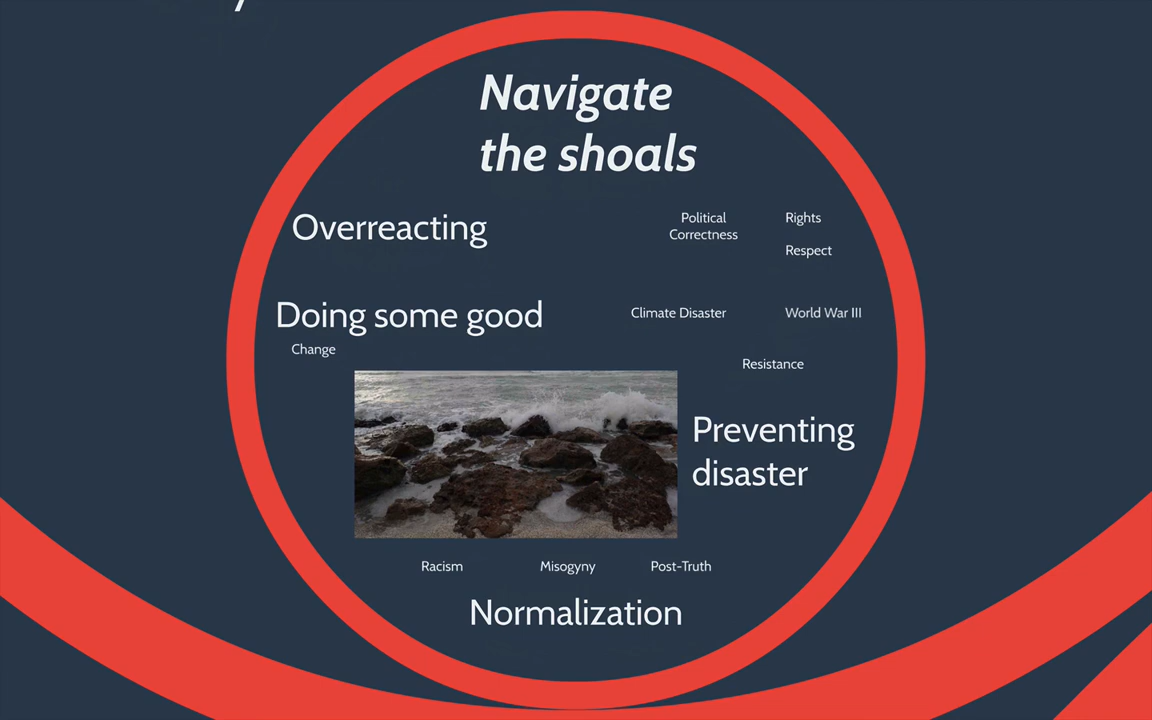 Navigate
the shoals
Overreacting
Political
Correctness
Rights
Respect
Doing some good
Climate Disaster
World War III
Change
Resistance
Preventing
disaster
Racism
Misogyny
Post-Truth
Normalization